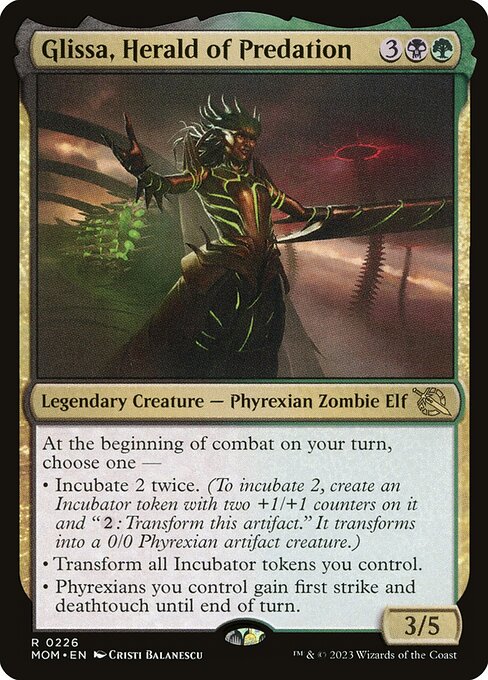 Glissa, Herald of Predation 3
Legendary Creature — Phyrexian Zombie Elf
At the beginning of combat on your turn,
choose one —
• Incubate 2 twice. (To incubate 2, create an
Incubator token with two +1/+1 counters on it
and “2: Transform this artifact.” It transforms
into a 0/0 Phyrexian artifact creature.)
• Transform all Incubator tokens you control.
• Phyrexians you control gain first strike and
deathtouch until end of turn.
3/5
R 0226
MOM • EN Cristi Balanescu
™ & © 2023 Wizards of the Coast